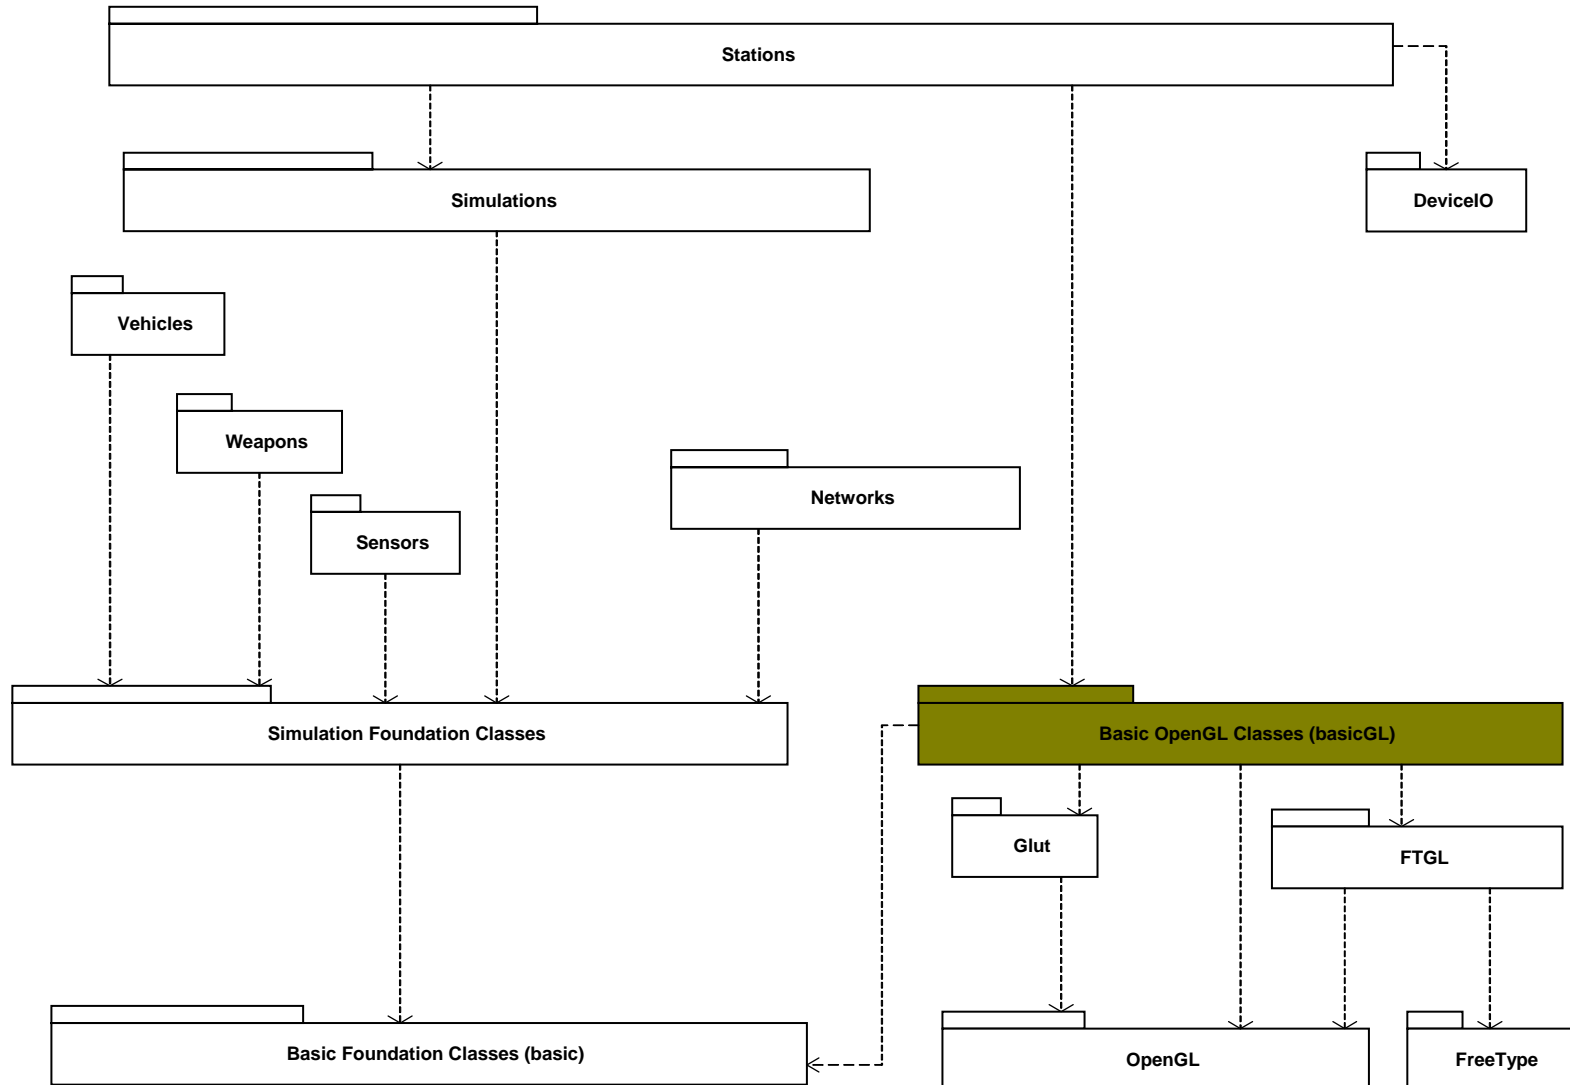 Stations
Simulations
DeviceIO
Vehicles
Weapons
Networks
Sensors
Simulation Foundation Classes
Basic OpenGL Classes (basicGL)
Glut
FTGL
Basic Foundation Classes (basic)
OpenGL
FreeType